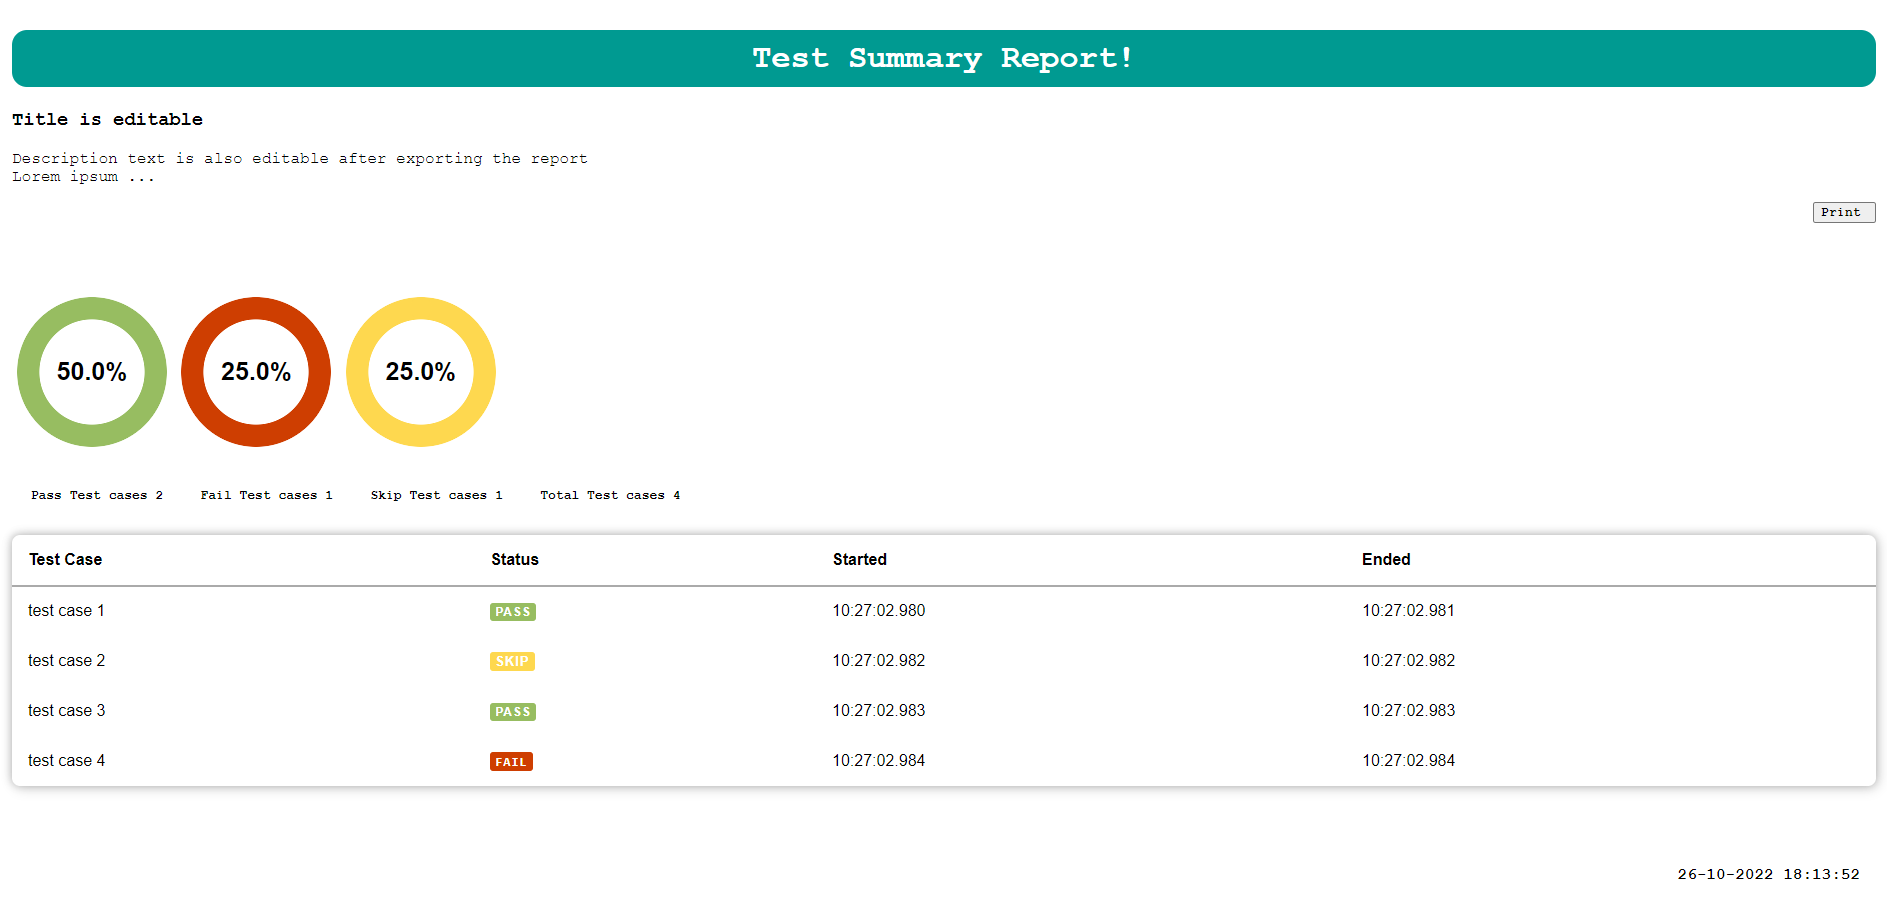 Test Summary Report!
Title is editable
Description text is also editable after exporting the report
Lorem ipsum ...
Print
50.0% 25.0% 25.0%
Pass Test cases 2 Fail Test cases 1 Skip Test cases 1 Total Test cases 4
Test Case Status Started Ended
test case 1 PASS 10:27:02.980 10:27:02.981
test case 2 SKIP 10:27:02.982 10:27:02.982
test case 3 PASS 10:27:02.983 10:27:02.983
test case 4 FAIL 10:27:02.984 10:27:02.984
26-10-2022 18:13:52